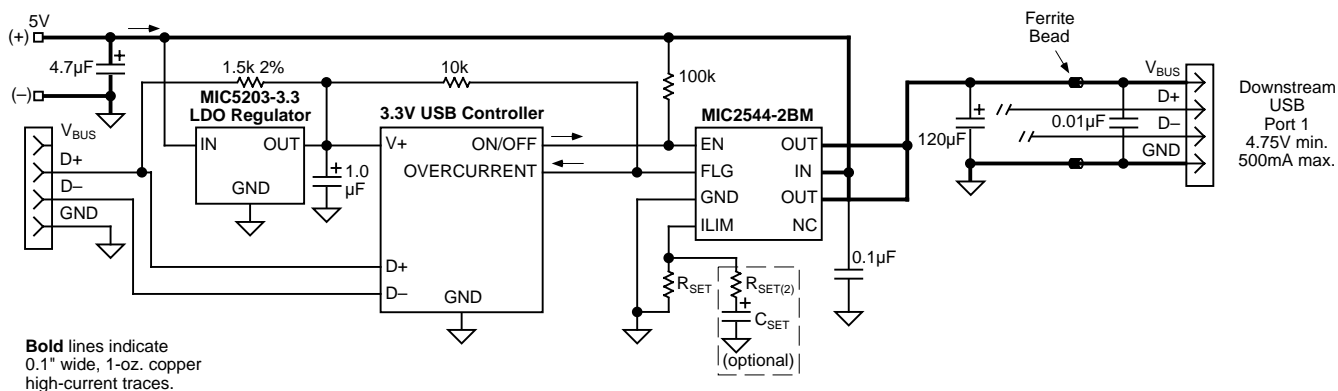 5V
(+)
4.7µF
+
(–)
1.5k 2%
10k
100k
MIC5203-3.3
LDO Regulator
IN
OUT
GND
+
1.0
µF
3.3V USB Controller
V+
ON/OFF
OVERCURRENT
D+
D–
GND
VBUS
D+
D–
GND
MIC2544-2BM
EN
FLG
GND
ILIM
OUT
IN
OUT
NC
RSET
RSET(2)
+
CSET
(optional)
0.1µF
+
120µF
Ferrite
Bead
0.01µF
VBUS
D+
D–
GND
Downstream
USB
Port 1
4.75V min.
500mA max.
Bold lines indicate
0.1" wide, 1-oz. copper
high-current traces.